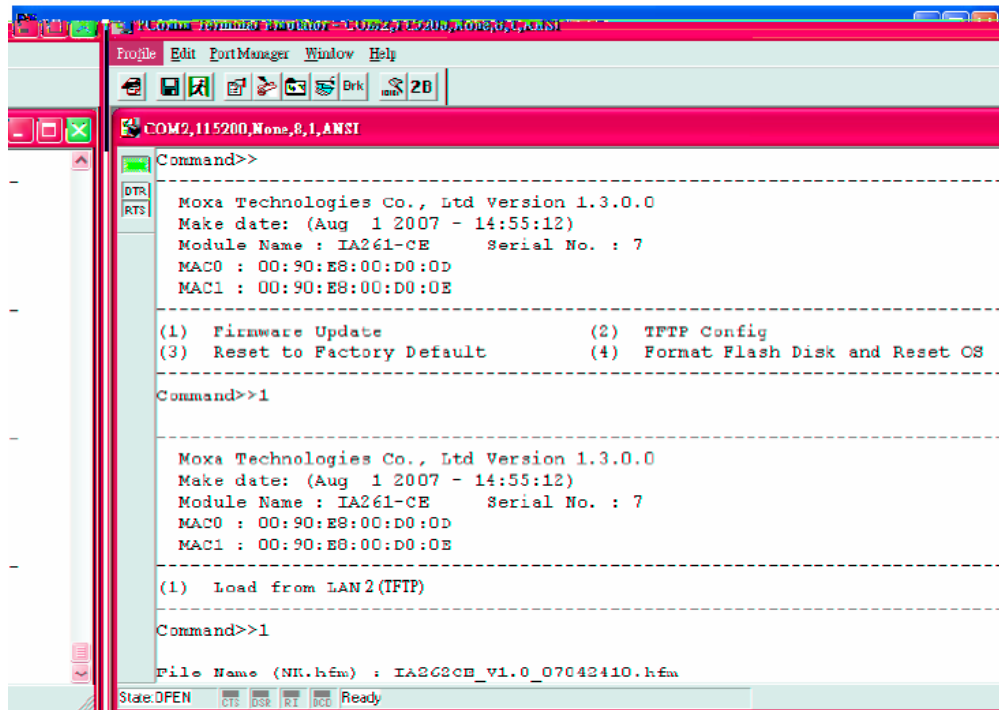 COM2,115200,None,8,1,ANSI
Profile Edit PortManager Window Help
Brk 2B
COM2,115200,None,8,1,ANSI
DTR
RTS
Command>>
Moxa Technologies Co., Ltd Version 1.3.0.0
Make date: (Aug 1 2007 - 14:55:12)
Module Name : IA261-CE Serial No. : 7
MAC0 : 00:90:E8:00:D0:0D
MAC1 : 00:90:E8:00:D0:0E
(1) Firmware Update (2) TFTP Config
(3) Reset to Factory Default (4) Format Flash Disk and Reset OS
Command>>1
Moxa Technologies Co., Ltd Version 1.3.0.0
Make date: (Aug 1 2007 - 14:55:12)
Module Name : IA261-CE Serial No. : 7
MAC0 : 00:90:E8:00:D0:0D
MAC1 : 00:90:E8:00:D0:0E
(1) Load from LAN 2 (TFTP)
Command>>1
File Name (NK.hfm) : IA262CE_V1.0_07042410.hfm
State:OPEN CTS DSR RI DCD Ready